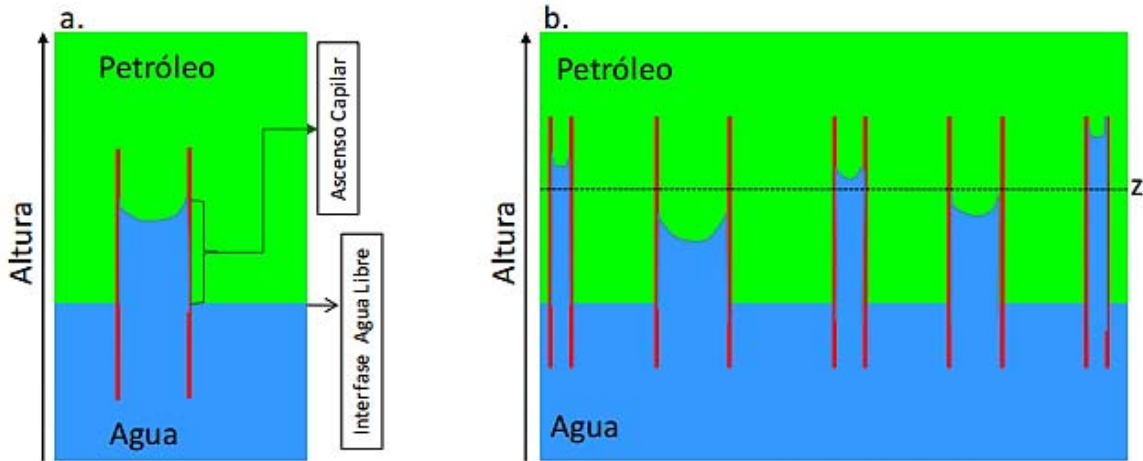 a.
Petróleo
Altura
Ascenso Capilar
Interfase Agua Libre
Agua
b.
Petróleo
Altura
z
Agua